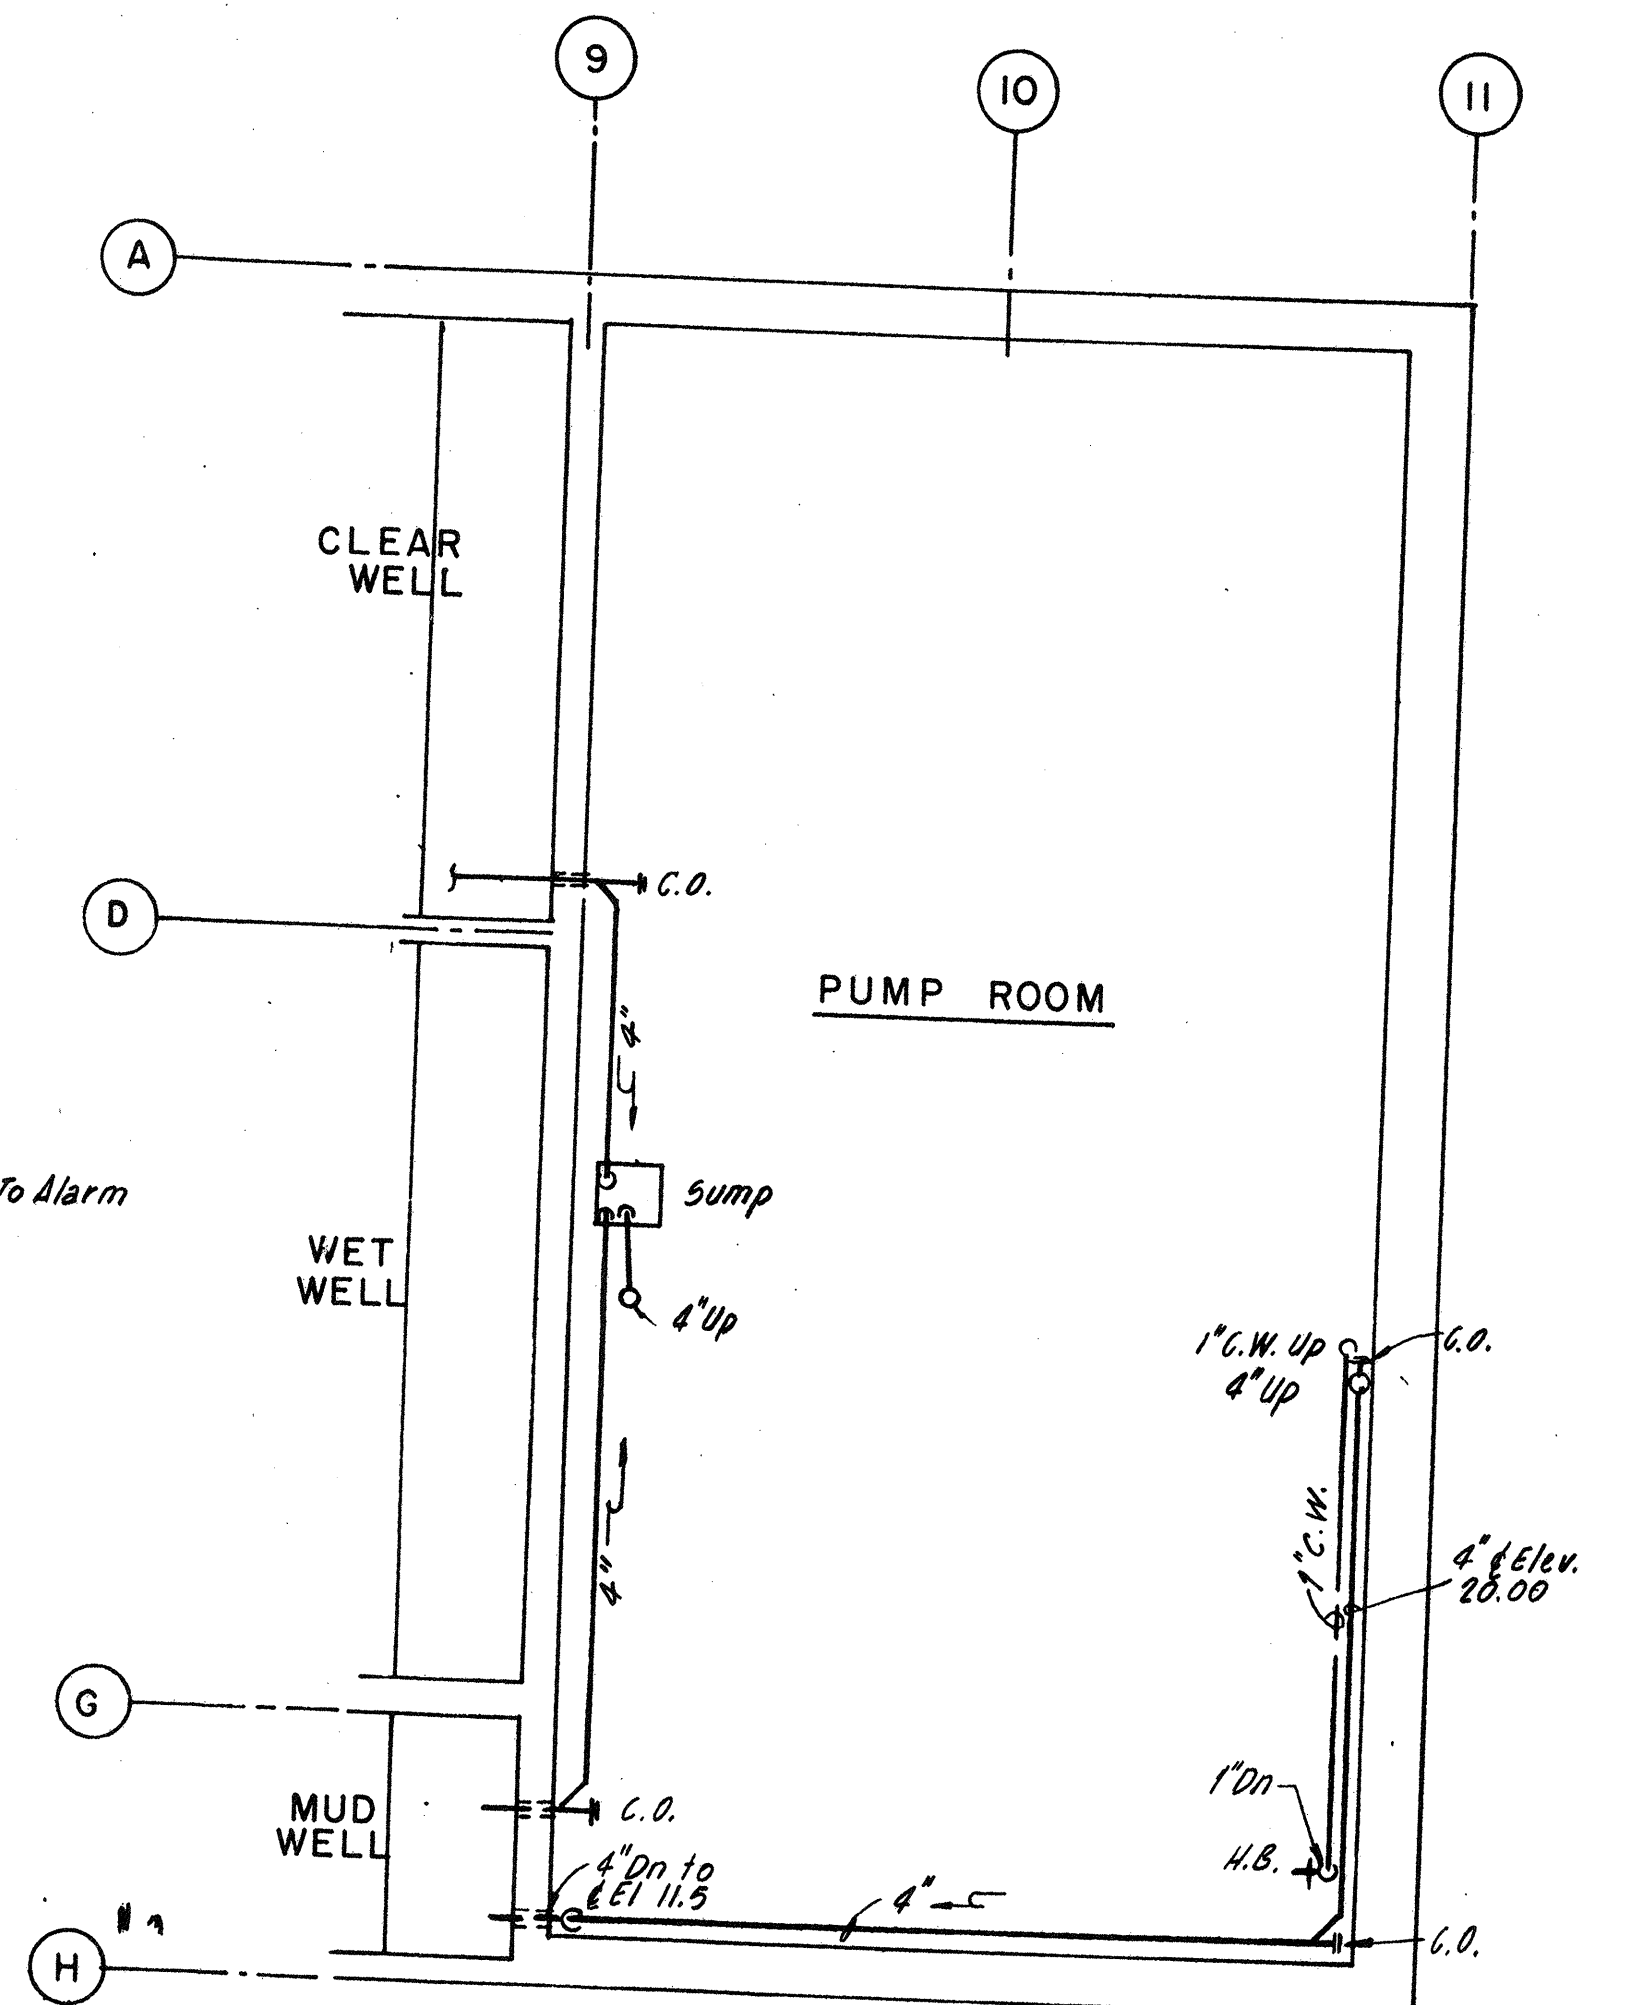 9
10
11
A
CLEAR
WELL
C.O.
D
PUMP ROOM
4"
To Alarm
Sump
WET
WELL
4" Up
1" C.W. Up
C.O.
4" Up
1" C.W.
4" ℄ Elev.
20.00
4"
G
1" Dn
MUD
WELL
C.O.
H.B.
4" Dn to
℄ El 11.5
4"
C.O.
H